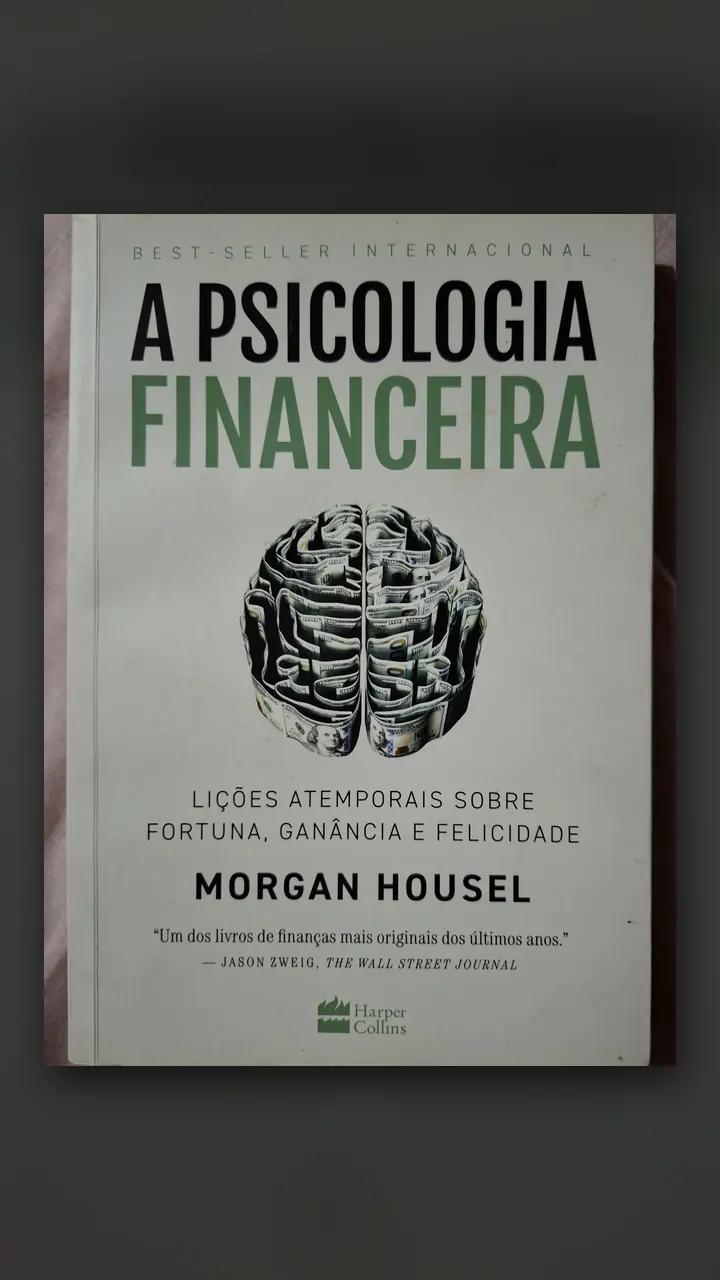 BEST-SELLER INTERNACIONAL
A PSICOLOGIA
FINANCEIRA
LIÇÕES ATEMPORAIS SOBRE
FORTUNA, GANÂNCIA E FELICIDADE
MORGAN HOUSEL
“Um dos livros de finanças mais originais dos últimos anos.”
— JASON ZWEIG, THE WALL STREET JOURNAL
Harper
Collins